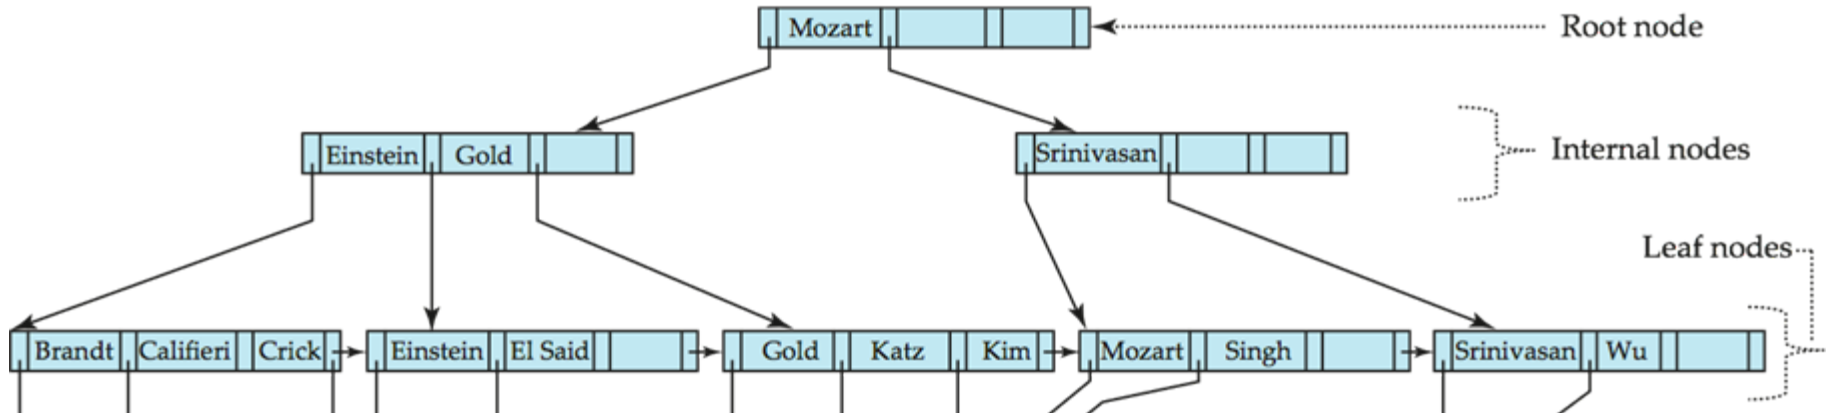 Mozart
Root node
Einstein Gold
Srinivasan
Internal nodes
Leaf nodes
Brandt Califieri Crick
Einstein El Said
Gold Katz Kim
Mozart Singh
Srinivasan Wu